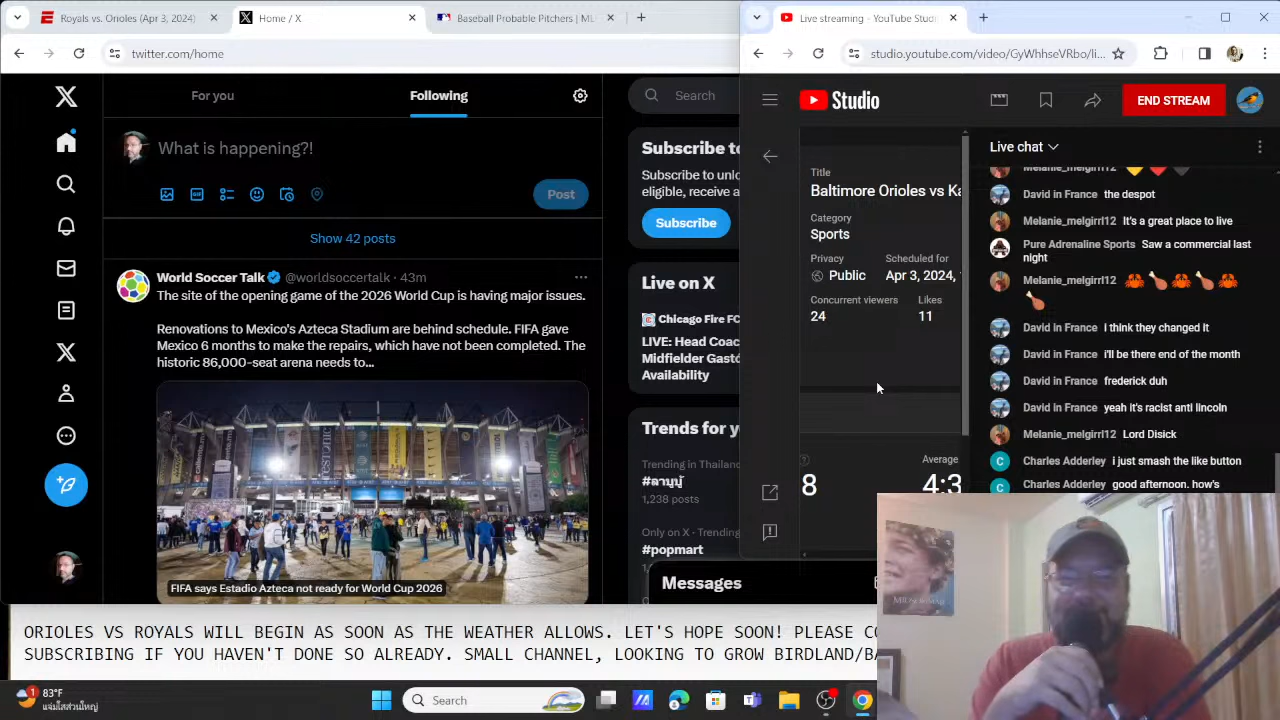 Royals vs. Orioles (Apr 3, 2024)
Home / X
Baseball Probable Pitchers | ML
twitter.com/home
For you
Following
What is happening?!
Post
Show 42 posts
World Soccer Talk @worldsoccertalk · 43m
The site of the opening game of the 2026 World Cup is having major issues.
Renovations to Mexico's Azteca Stadium are behind schedule. FIFA gave
Mexico 6 months to make the repairs, which have not been completed. The
historic 86,000-seat arena needs to...
FIFA says Estadio Azteca not ready for World Cup 2026
Search
Subscribe to
Subscribe to unlo
eligible, receive a
Subscribe
Live on X
Chicago Fire FC
LIVE: Head Coac
Midfielder Gastó
Availability
Trends for y
Trending in Thailan
1,238 posts
Only on X · Trending
#popmart
Messages
Live streaming - YouTube Stud
studio.youtube.com/video/GyWhhseVRbo/li...
Studio
END STREAM
Title
Baltimore Orioles vs Ka
Category
Sports
Privacy
Scheduled for
Public
Apr 3, 2024,
Concurrent viewers
Likes
24
11
Average
8
4:3
Live chat
Melanie_melgirrl12
David in France the despot
Melanie_melgirrl12 It's a great place to live
Pure Adrenaline Sports Saw a commercial last
night
Melanie_melgirrl12
David in France i think they changed it
David in France i'll be there end of the month
David in France frederick duh
David in France yeah it's racist anti lincoln
Melanie_melgirrl12 Lord Disick
Charles Adderley i just smash the like button
Charles Adderley good afternoon. how's
ORIOLES VS ROYALS WILL BEGIN AS SOON AS THE WEATHER ALLOWS. LET'S HOPE SOON! PLEASE CO
SUBSCRIBING IF YOU HAVEN'T DONE SO ALREADY. SMALL CHANNEL, LOOKING TO GROW BIRDLAND/BA
1
83°F
Search